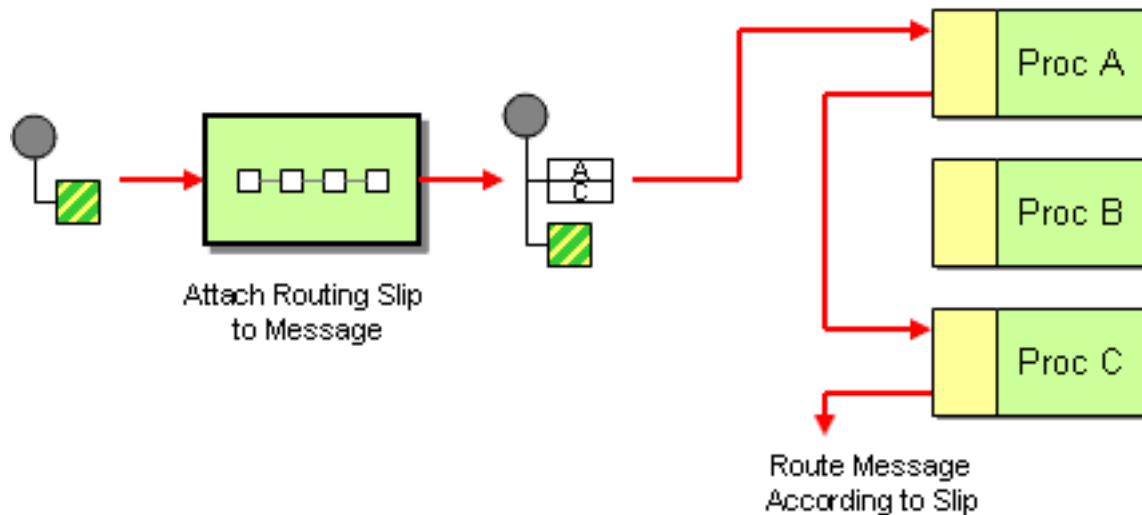 Proc A
A
C
Proc B
Attach Routing Slip
to Message
Proc C
Route Message
According to Slip